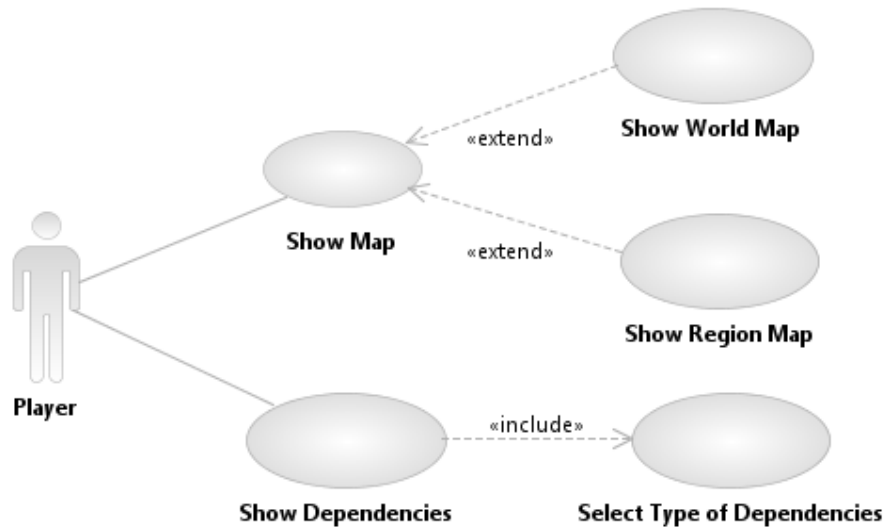 Show World Map
«extend»
Show Map
«extend»
Show Region Map
Player
«include»
Show Dependencies
Select Type of Dependencies